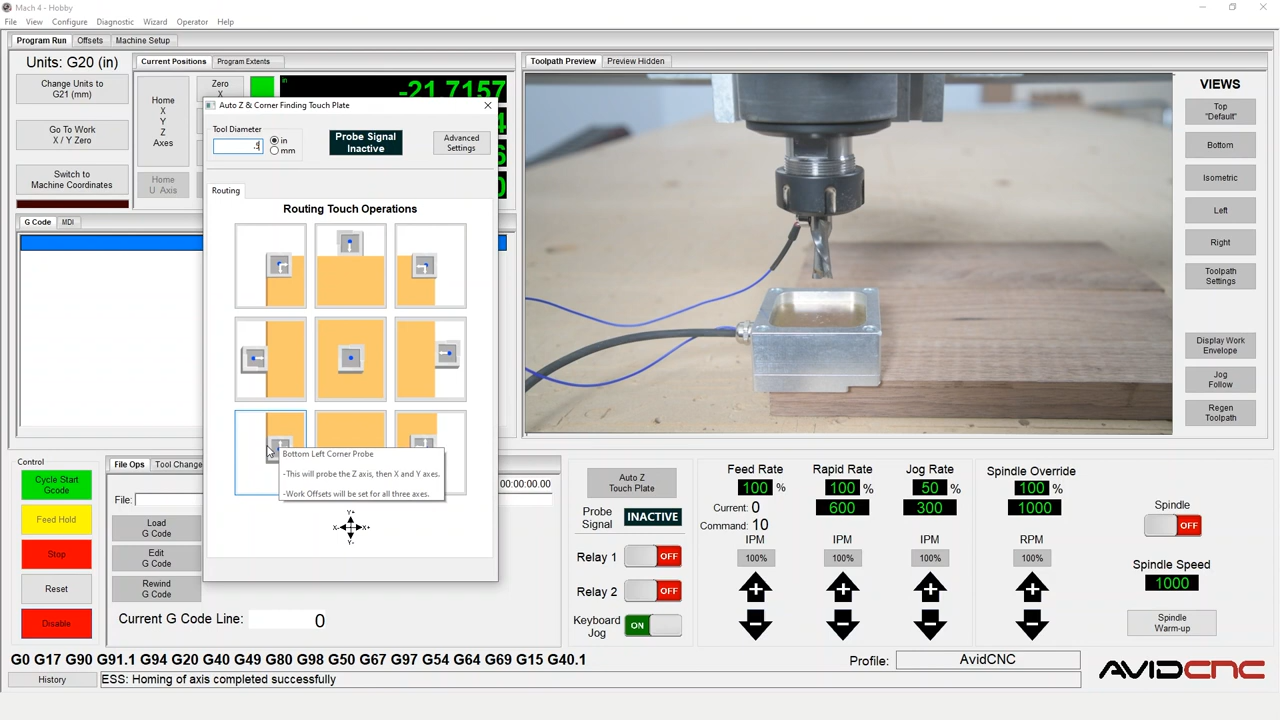 Mach 4 - Hobby
File View Configure Diagnostic Wizard Operator Help
Program Run Offsets Machine Setup
Units: G20 (in)
Change Units to
G21 (mm)
Go To Work
X / Y Zero
Switch to
Machine Coordinates
Current Positions Program Extents
Home
X
Y
Z
Axes
Home
U Axis
Zero
X
in
-21.7157
4
6
0
G Code MDI
Auto Z & Corner Finding Touch Plate
Tool Diameter
.5
in
mm
Probe Signal
Inactive
Advanced
Settings
Routing
Routing Touch Operations
Bottom Left Corner Probe
-This will probe the Z axis, then X and Y axes.
-Work Offsets will be set for all three axes.
Y+
X- X+
Y-
Toolpath Preview Preview Hidden
VIEWS
Top
"Default"
Bottom
Isometric
Left
Right
Toolpath
Settings
Display Work
Envelope
Jog
Follow
Regen
Toolpath
Control
Cycle Start
Gcode
Feed Hold
Stop
Reset
Disable
File Ops Tool Change
File:
00:00:00.00
Load
G Code
Edit
G Code
Rewind
G Code
Current G Code Line: 0
Auto Z
Touch Plate
Probe
Signal
INACTIVE
Relay 1 OFF
Relay 2 OFF
Keyboard
Jog
ON
Feed Rate
100 %
Current: 0
Command: 10
IPM
100%
Rapid Rate
100 %
600
IPM
100%
Jog Rate
50 %
300
IPM
100%
Spindle Override
100 %
1000
RPM
100%
Spindle
OFF
Spindle Speed
1000
Spindle
Warm-up
G0 G17 G90 G91.1 G94 G20 G40 G49 G80 G98 G50 G67 G97 G54 G64 G69 G15 G40.1
Profile: AvidCNC
AVIDCNC
History
ESS: Homing of axis completed successfully